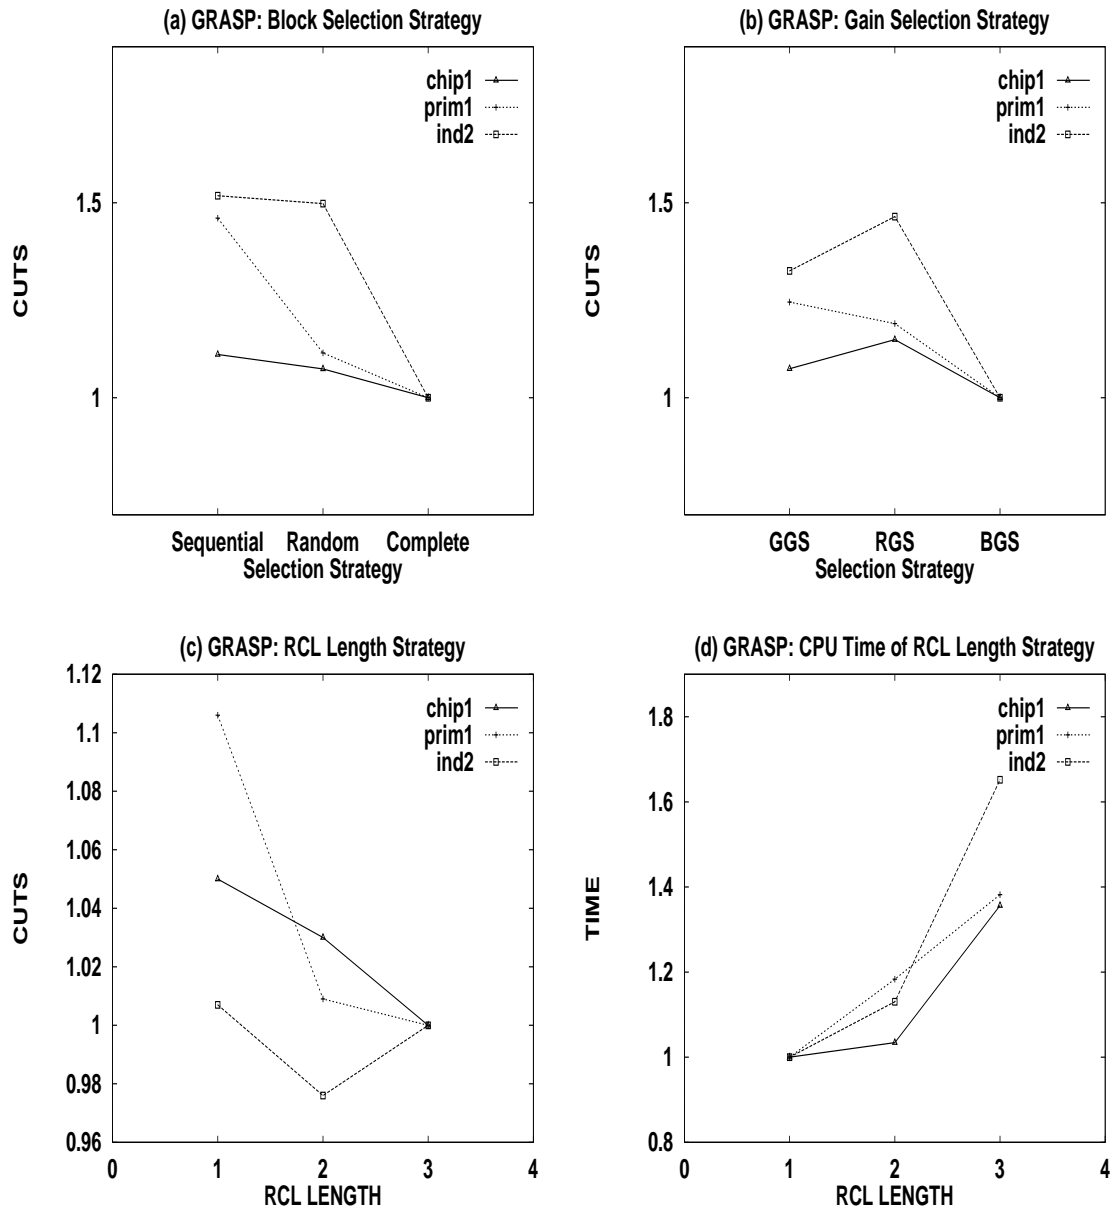 (a) GRASP: Block Selection Strategy
chip1
prim1
ind2
1.5
1
CUTS
Sequential Random Complete
Selection Strategy
(b) GRASP: Gain Selection Strategy
chip1
prim1
ind2
1.5
1
CUTS
GGS RGS BGS
Selection Strategy
(c) GRASP: RCL Length Strategy
chip1
prim1
ind2
1.12
1.1
1.08
1.06
1.04
1.02
1
0.98
0.96
CUTS
0 1 2 3 4
RCL LENGTH
(d) GRASP: CPU Time of RCL Length Strategy
chip1
prim1
ind2
1.8
1.6
1.4
1.2
1
0.8
TIME
0 1 2 3 4
RCL LENGTH